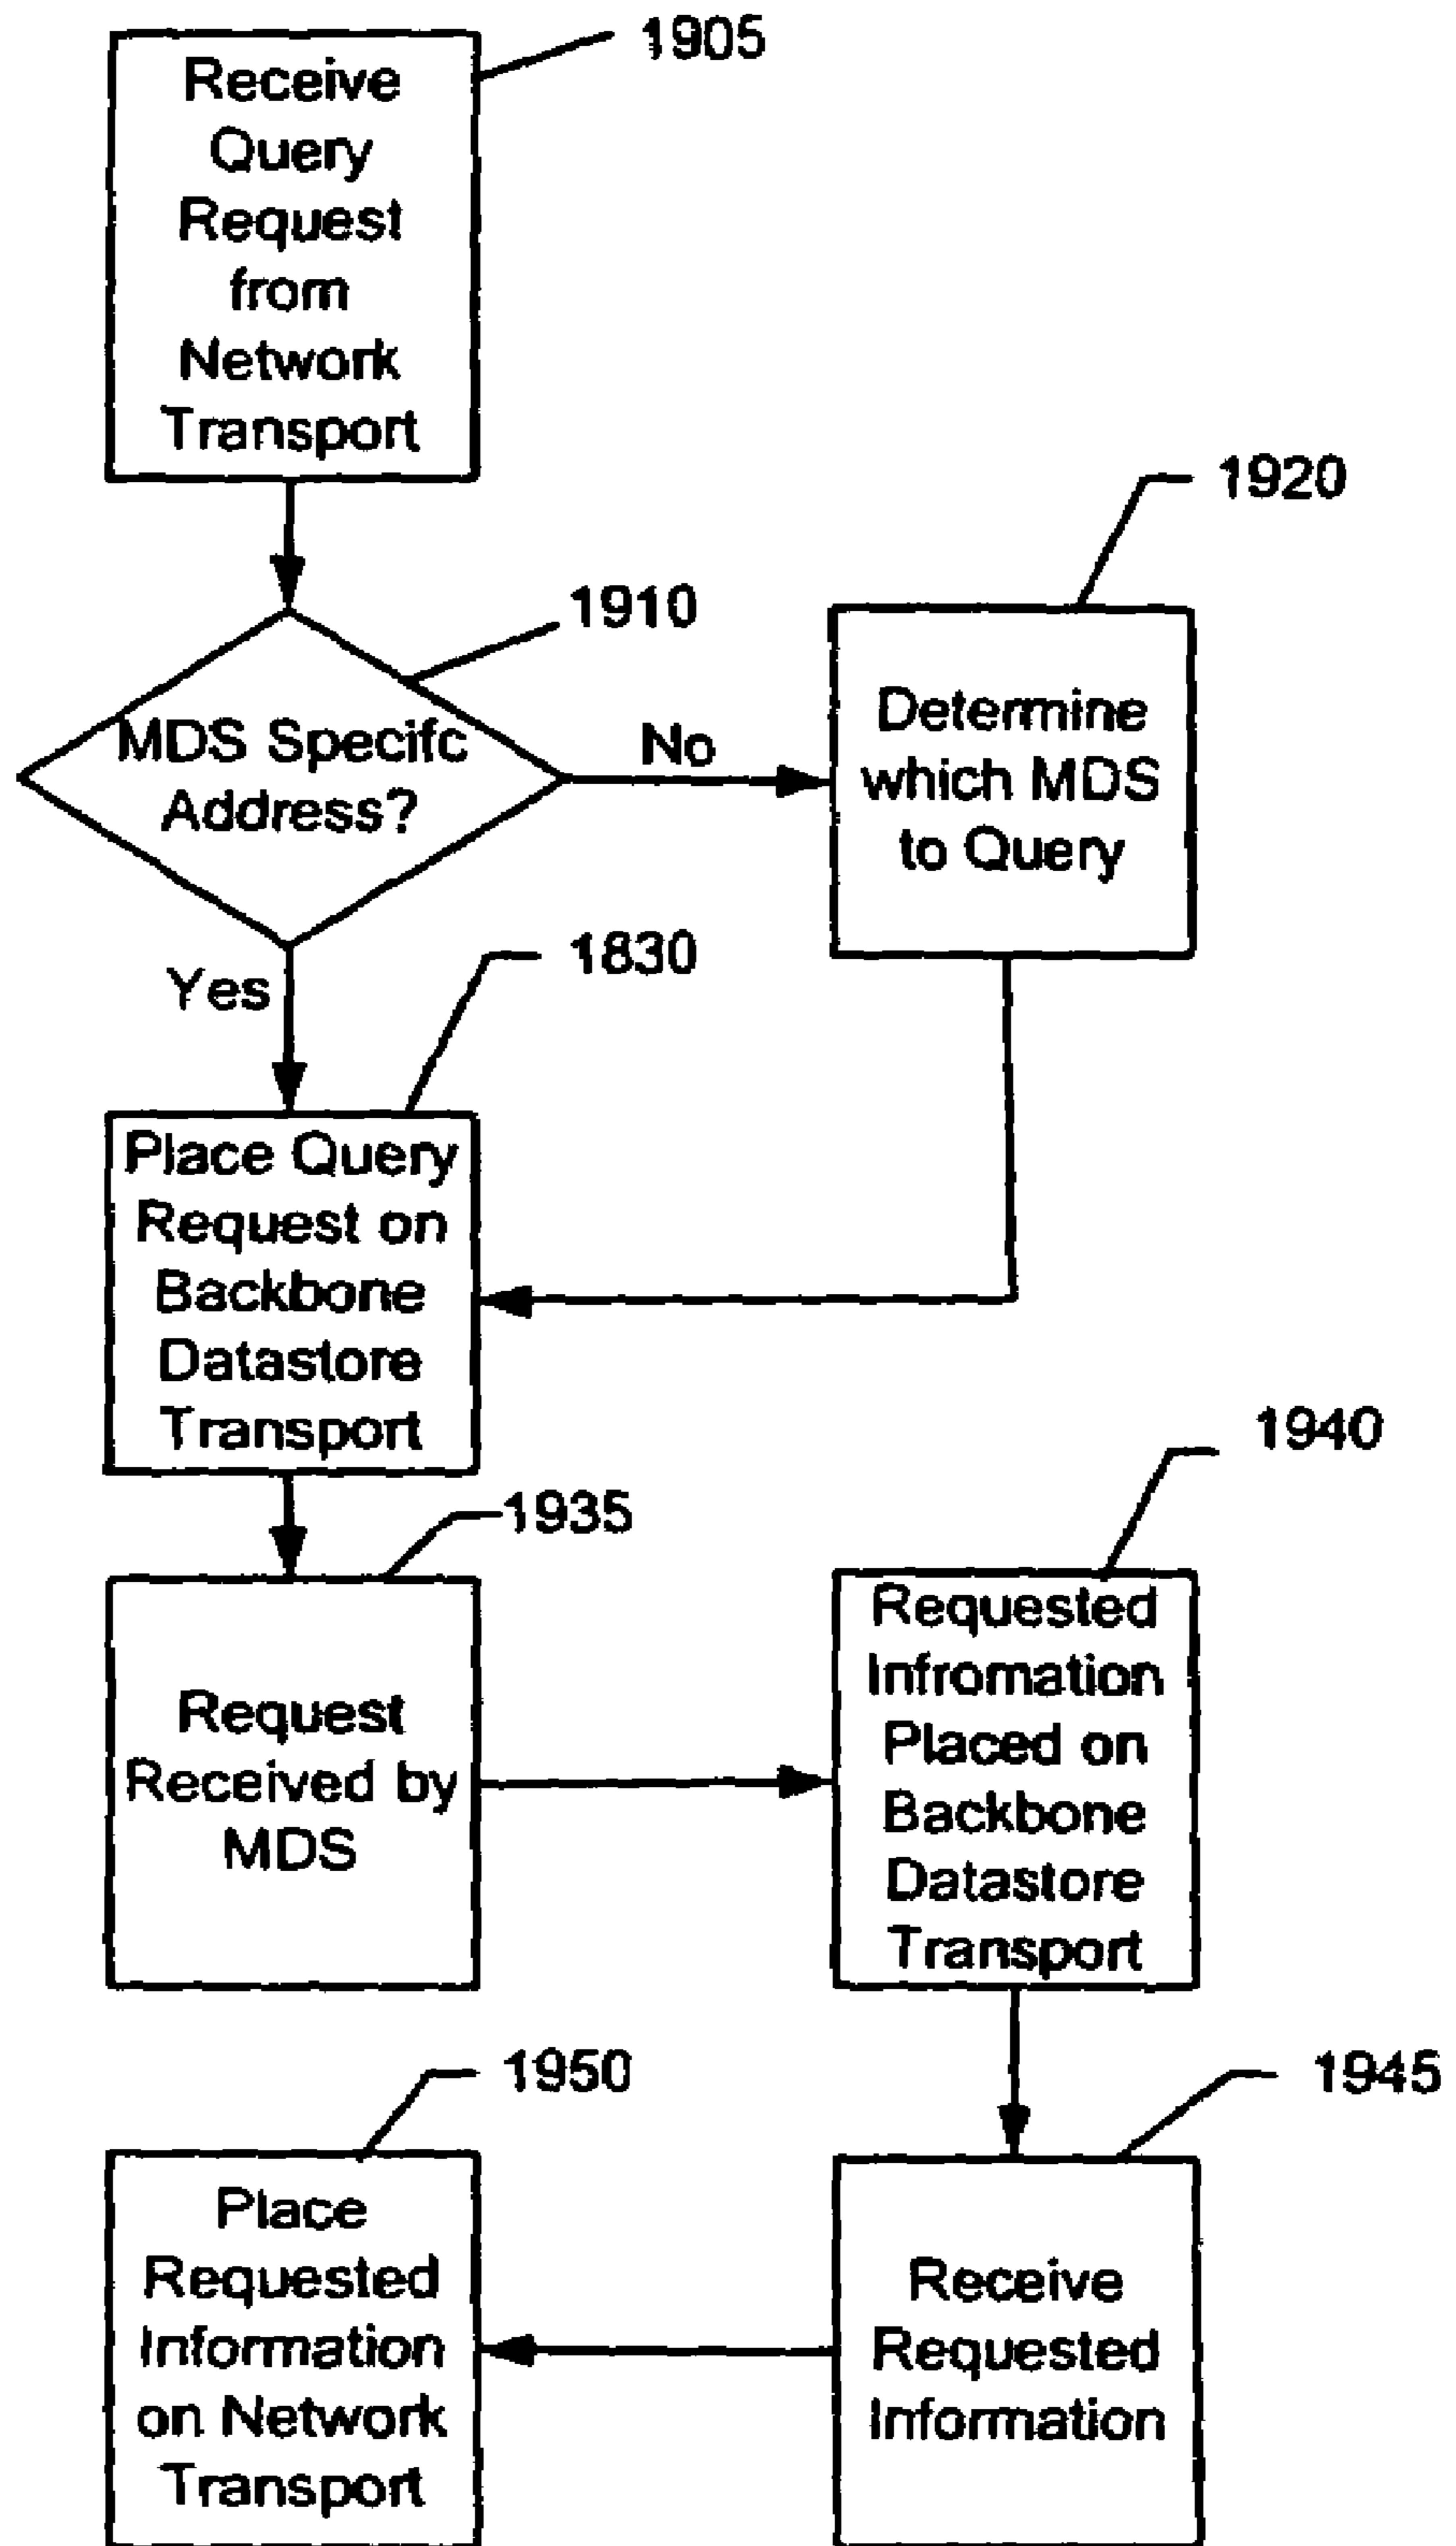 1905
Receive
Query
Request
from
Network
Transport
1920
1910
MDS Specifc
Address?
No
Determine
which MDS
to Query
Yes
1830
Place Query
Request on
Backbone
Datastore
Transport
1940
1935
Request
Received by
MDS
Requested
Infromation
Placed on
Backbone
Datastore
Transport
1950
1945
Place
Requested
Information
on Network
Transport
Receive
Requested
Information